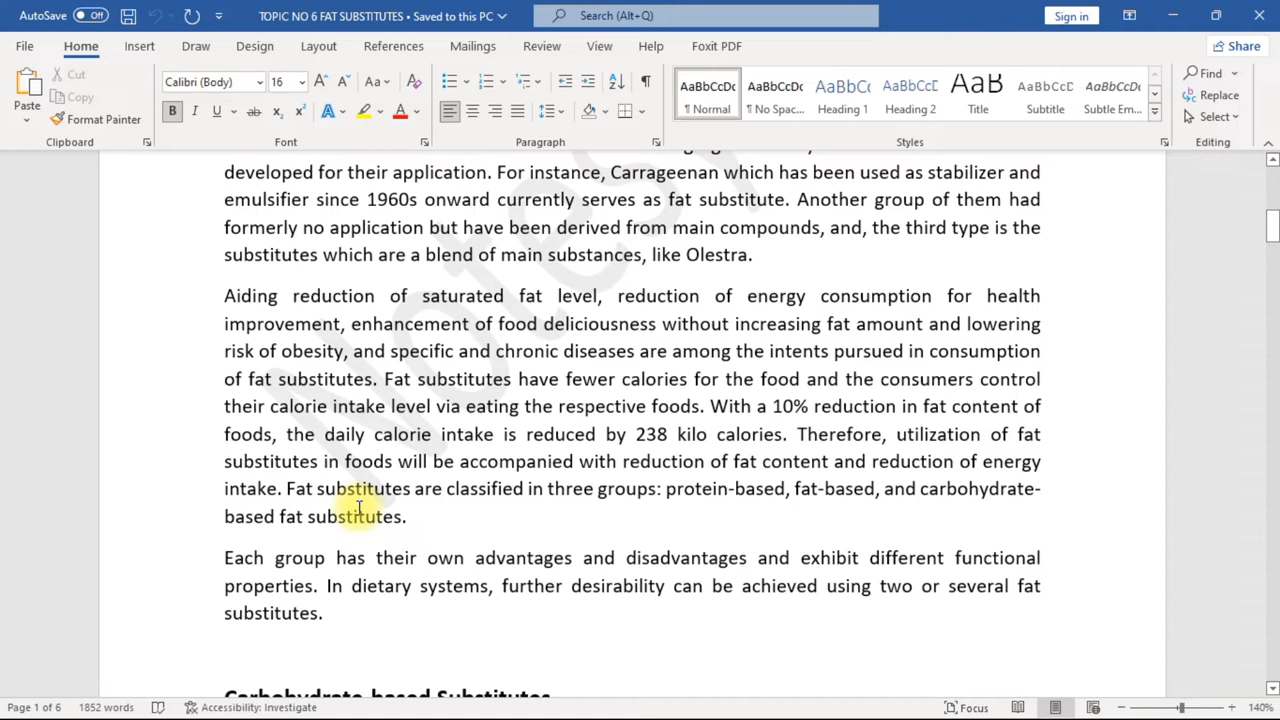 AutoSave Off TOPIC NO 6 FAT SUBSTITUTES • Saved to this PC Search (Alt+Q) Sign in
File Home Insert Draw Design Layout References Mailings Review View Help Foxit PDF Share
Paste Cut Copy Format Painter
Calibri (Body) 16
AaBbCcDc AaBbCcDc AaBbCc AaBbCcD AaB AaBbCcD AaBbCcDc
¶ Normal ¶ No Spac... Heading 1 Heading 2 Title Subtitle Subtle Em...
Find Replace Select
Clipboard Font Paragraph Styles Editing
developed for their application. For instance, Carrageenan which has been used as stabilizer and
emulsifier since 1960s onward currently serves as fat substitute. Another group of them had
formerly no application but have been derived from main compounds, and, the third type is the
substitutes which are a blend of main substances, like Olestra.
Aiding reduction of saturated fat level, reduction of energy consumption for health
improvement, enhancement of food deliciousness without increasing fat amount and lowering
risk of obesity, and specific and chronic diseases are among the intents pursued in consumption
of fat substitutes. Fat substitutes have fewer calories for the food and the consumers control
their calorie intake level via eating the respective foods. With a 10% reduction in fat content of
foods, the daily calorie intake is reduced by 238 kilo calories. Therefore, utilization of fat
substitutes in foods will be accompanied with reduction of fat content and reduction of energy
intake. Fat substitutes are classified in three groups: protein-based, fat-based, and carbohydrate-
based fat substitutes.
Each group has their own advantages and disadvantages and exhibit different functional
properties. In dietary systems, further desirability can be achieved using two or several fat
substitutes.
Carbohydrate-based Substitutes
Page 1 of 6 1852 words Accessibility: Investigate Focus 140%